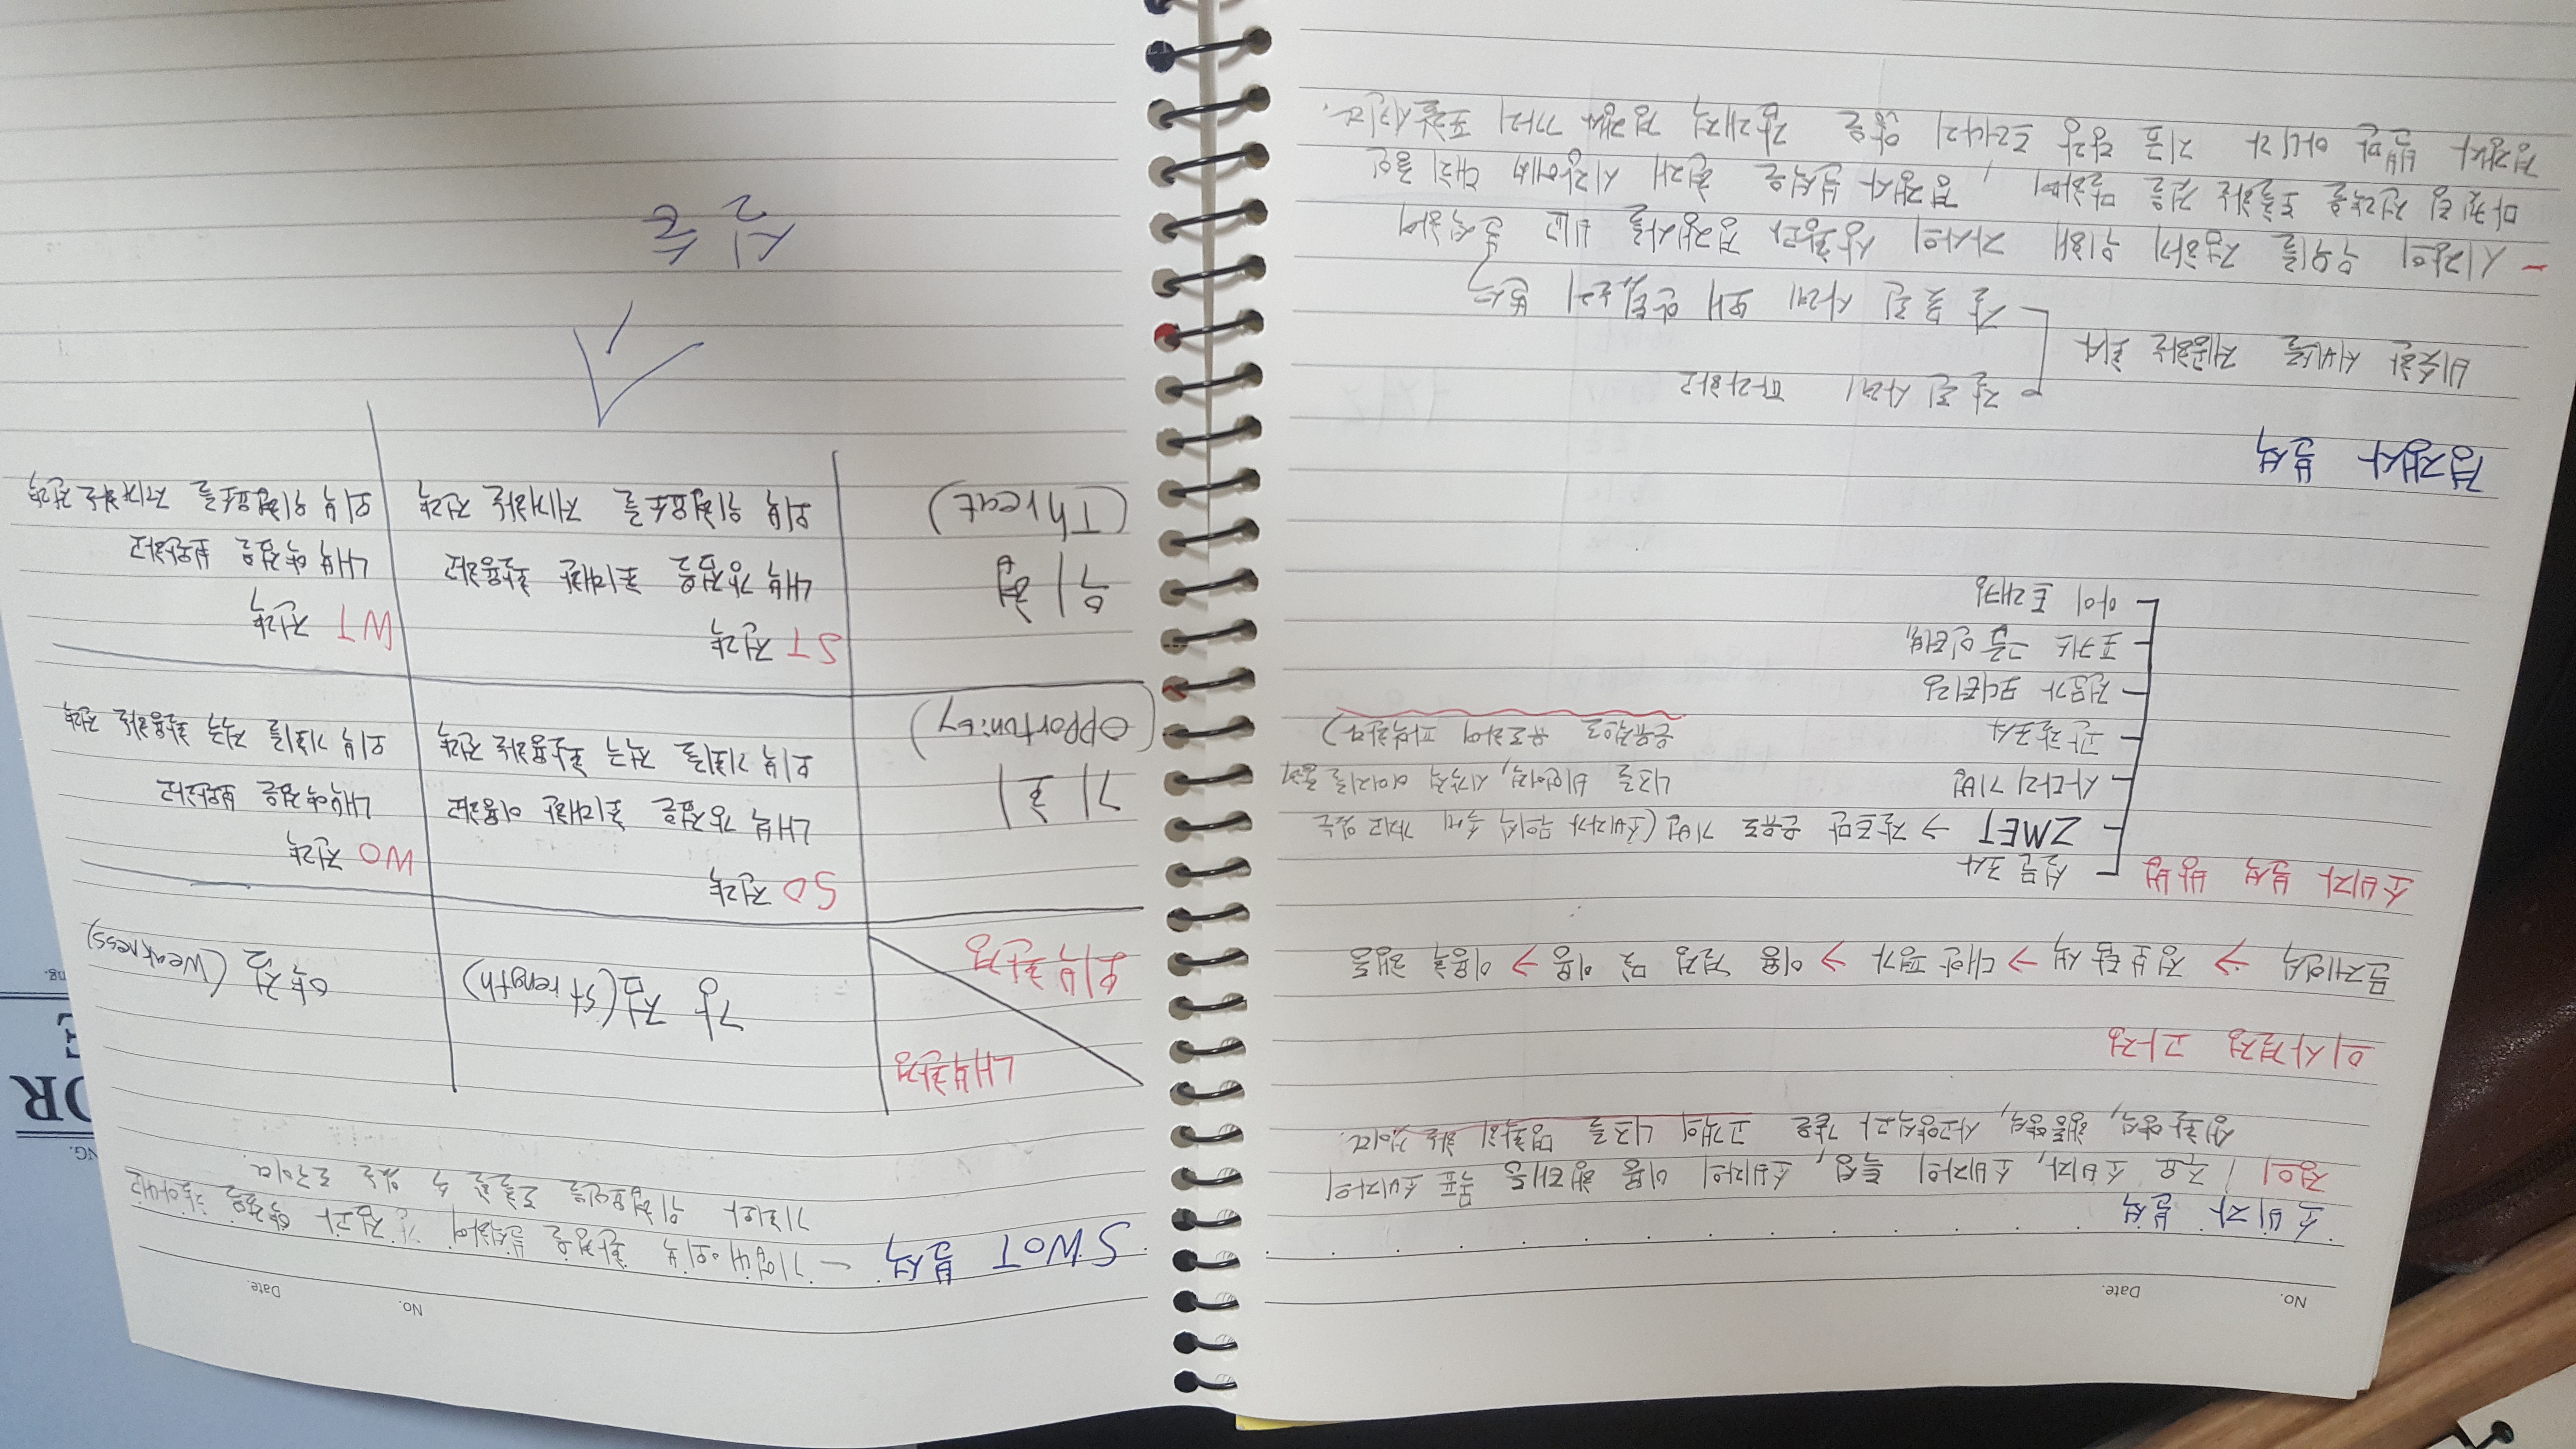 No.
Date.
소비자 분석
정의 / 주요 소비자, 소비자의 특성, 소비자의 이용 행태등 목표 소비자의
생활양식, 행동양식, 사고양식과 같은 고객의 니즈를 명확히 하는 것이다.
의사결정 과정
문제인식 → 정보탐색 → 대안 평가 → 이용 결정 및 이용 → 이용후 행동
소비자 분석 방법
설문조사
ZMET → 잘트만 은유도 기법 (소비자가 무의식 속에 가지고 있는
니즈를 비언어적, 시각적 이미지를 통해
은유적으로 유도하여 파악한다)
사다리 기법
관찰조사
전문가 모니터링
포커스 그룹 인터뷰
아이 트래킹
경쟁사 분석
비슷한 서비스를 제공하는 회사
잘 된 사례 따라하고
잘 못된 사례 왜 안됬는지 분석
- 시장의 우위를 점하기 위해 자사의 상황과 경쟁사를 비교 분석하여
마켓팅 전략을 도출하는 것을 말하며, 경쟁사 분석은 현재 시장에서 대치 중인
경쟁사 뿐만 아니라 지금 당장 드러나지 않은 잠재적 경쟁사 까지 포함시킨다.
No.
Date.
SWOT 분석 - 기업내·외부 환경을 분석하여 강점과 약점을 찾아내고
기회와 위협요인을 도출할 수 있는 도구이다.
내부환경
외부환경
강점(Strength)
약점(Weakness)
기회
(Opportunity)
SO 전략
내부 강점은 최대한 이용하고
외부 기회를 적극 활용하는 전략
WO 전략
내부약점은 보완하고
외부 기회를 적극 활용하는 전략
위협
(Threat)
ST 전략
내부 강점을 최대한 활용하고
외부 위협요소를 제거하는 전략
WT 전략
내부 약점을 보완하고
외부 위협요소를 제거하는 전략
실습
NG.
OR
E
ng.